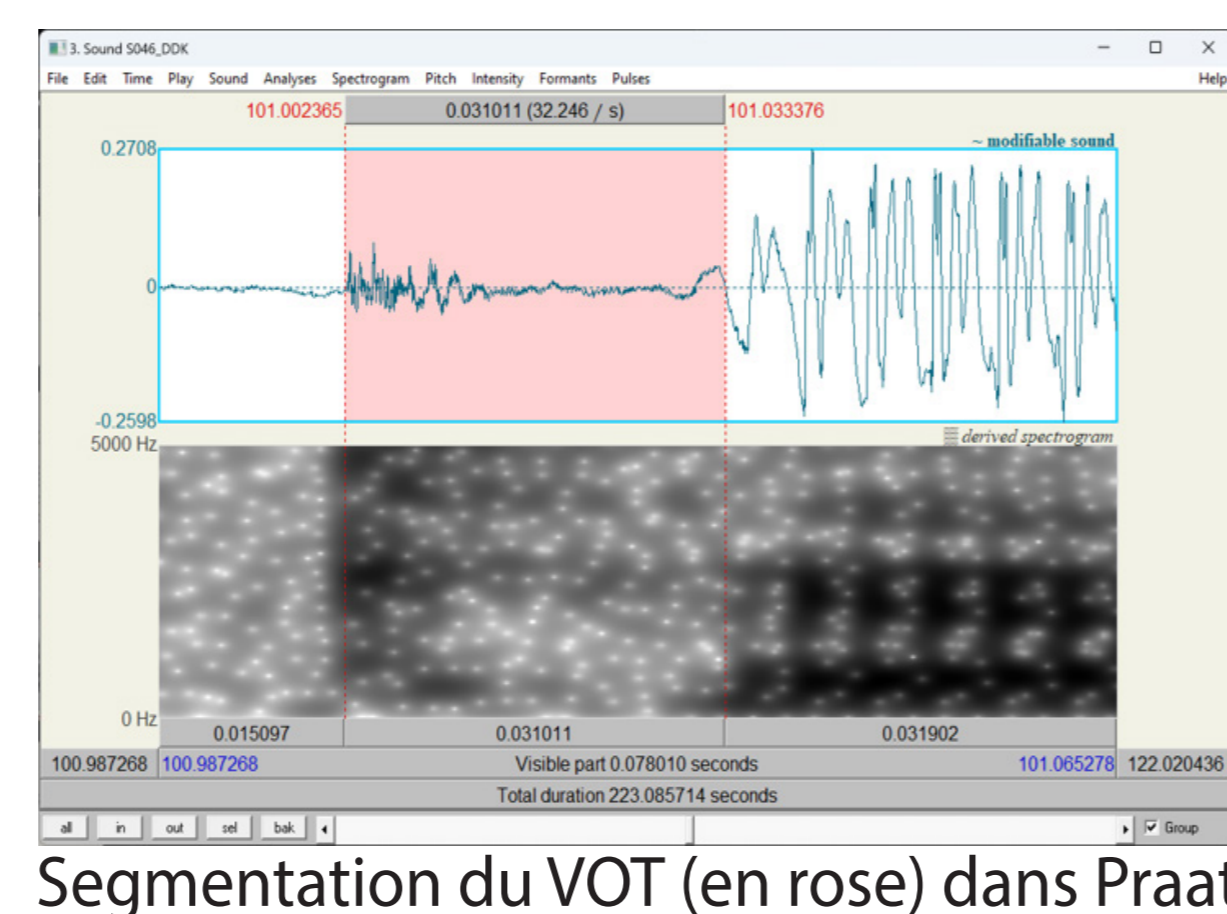 3. Sound S046_DDK
File Edit Time Play Sound Analyses Spectrogram Pitch Intensity Formants Pulses Help
101.002365 0.031011 (32.246 / s) 101.033376
0.2708 ~ modifiable sound
0
-0.2598
5000 Hz derived spectrogram
0 Hz
0.015097 0.031011 0.031902
100.987268 100.987268 Visible part 0.078010 seconds 101.065278 122.020436
Total duration 223.085714 seconds
all in out sel bak Group
Segmentation du VOT (en rose) dans Praat